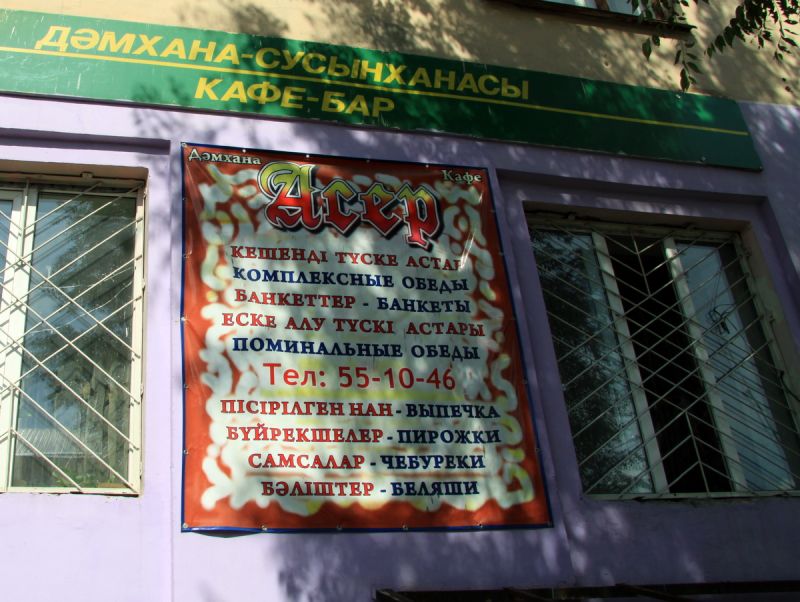 ДӘМХАНА-СУСЫНХАНАСЫ
КАФЕ-БАР
Дәмхана Кафе
Асер
КЕШЕНДІ ТҮСКЕ АСТАР
КОМПЛЕКСНЫЕ ОБЕДЫ
БАНКЕТТЕР - БАНКЕТЫ
ЕСКЕ АЛУ ТҮСКІ АСТАРЫ
ПОМИНАЛЬНЫЕ ОБЕДЫ
Тел: 55-10-46
ПІСІРІЛГЕН НАН - ВЫПЕЧКА
БҮЙРЕКШЕЛЕР - ПИРОЖКИ
САМСАЛАР - ЧЕБУРЕКИ
БӘЛІШТЕР - БЕЛЯШИ